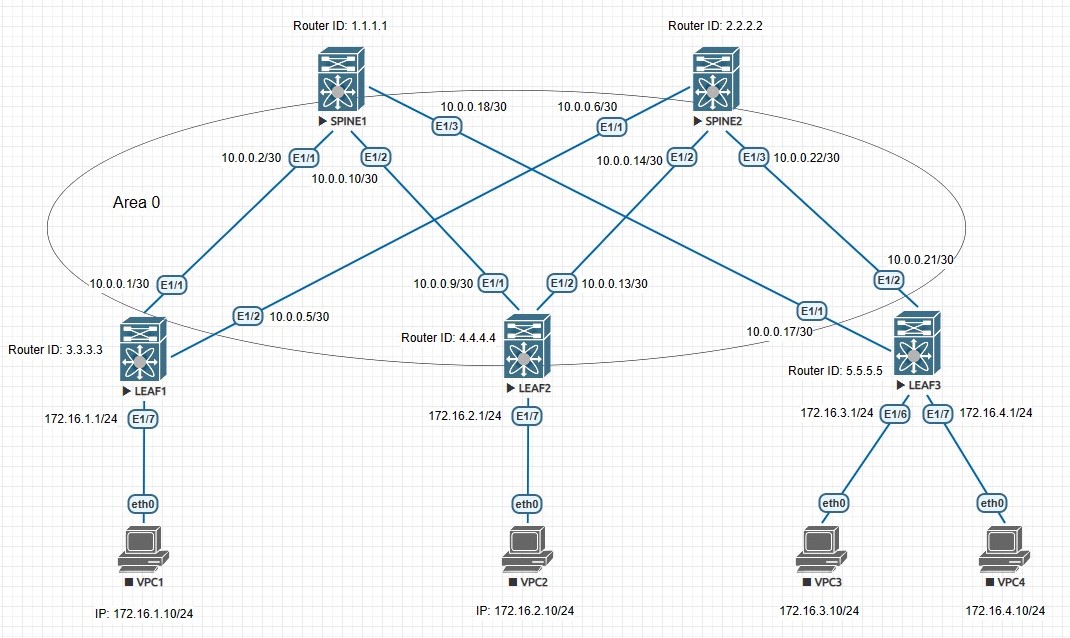 Router ID: 1.1.1.1
Router ID: 2.2.2.2
SPINE1
SPINE2
10.0.0.18/30
10.0.0.6/30
E1/3
E1/1
10.0.0.2/30
E1/1
E1/2
10.0.0.14/30
E1/2
E1/3
10.0.0.22/30
10.0.0.10/30
Area 0
10.0.0.21/30
10.0.0.1/30
E1/1
10.0.0.9/30
E1/1
E1/2
10.0.0.13/30
E1/2
E1/2
10.0.0.5/30
E1/1
10.0.0.17/30
Router ID: 3.3.3.3
Router ID: 4.4.4.4
Router ID: 5.5.5.5
LEAF1
LEAF2
LEAF3
172.16.1.1/24
E1/7
172.16.2.1/24
E1/7
172.16.3.1/24
E1/6
E1/7
172.16.4.1/24
eth0
eth0
eth0
eth0
VPC1
VPC2
VPC3
VPC4
IP: 172.16.1.10/24
IP: 172.16.2.10/24
172.16.3.10/24
172.16.4.10/24